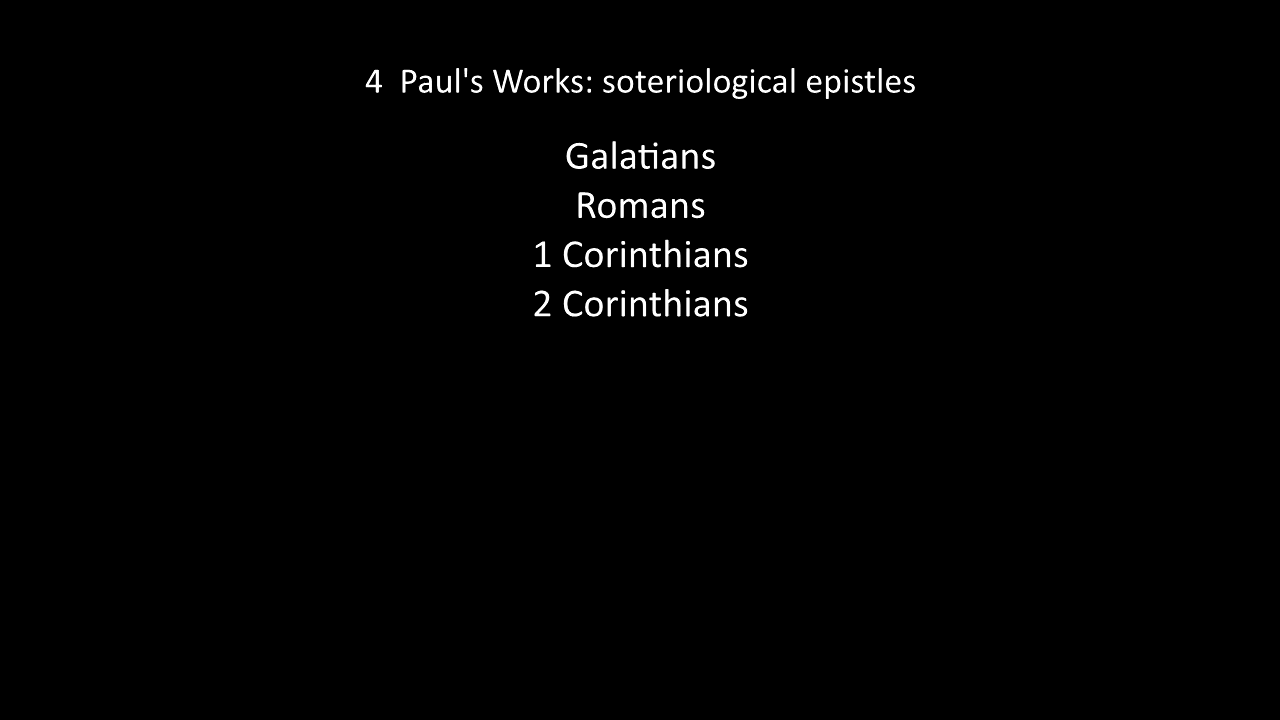 4  Paul's Works: soteriological epistles
Galatians
Romans
1 Corinthians
2 Corinthians